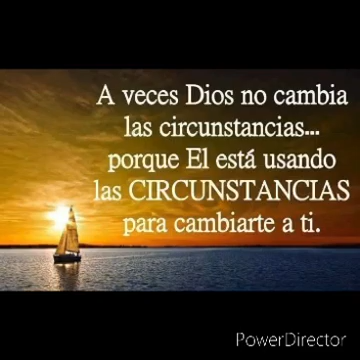 A veces Dios no cambia
las circunstancias...
porque El está usando
las CIRCUNSTANCIAS
para cambiarte a ti.
PowerDirector